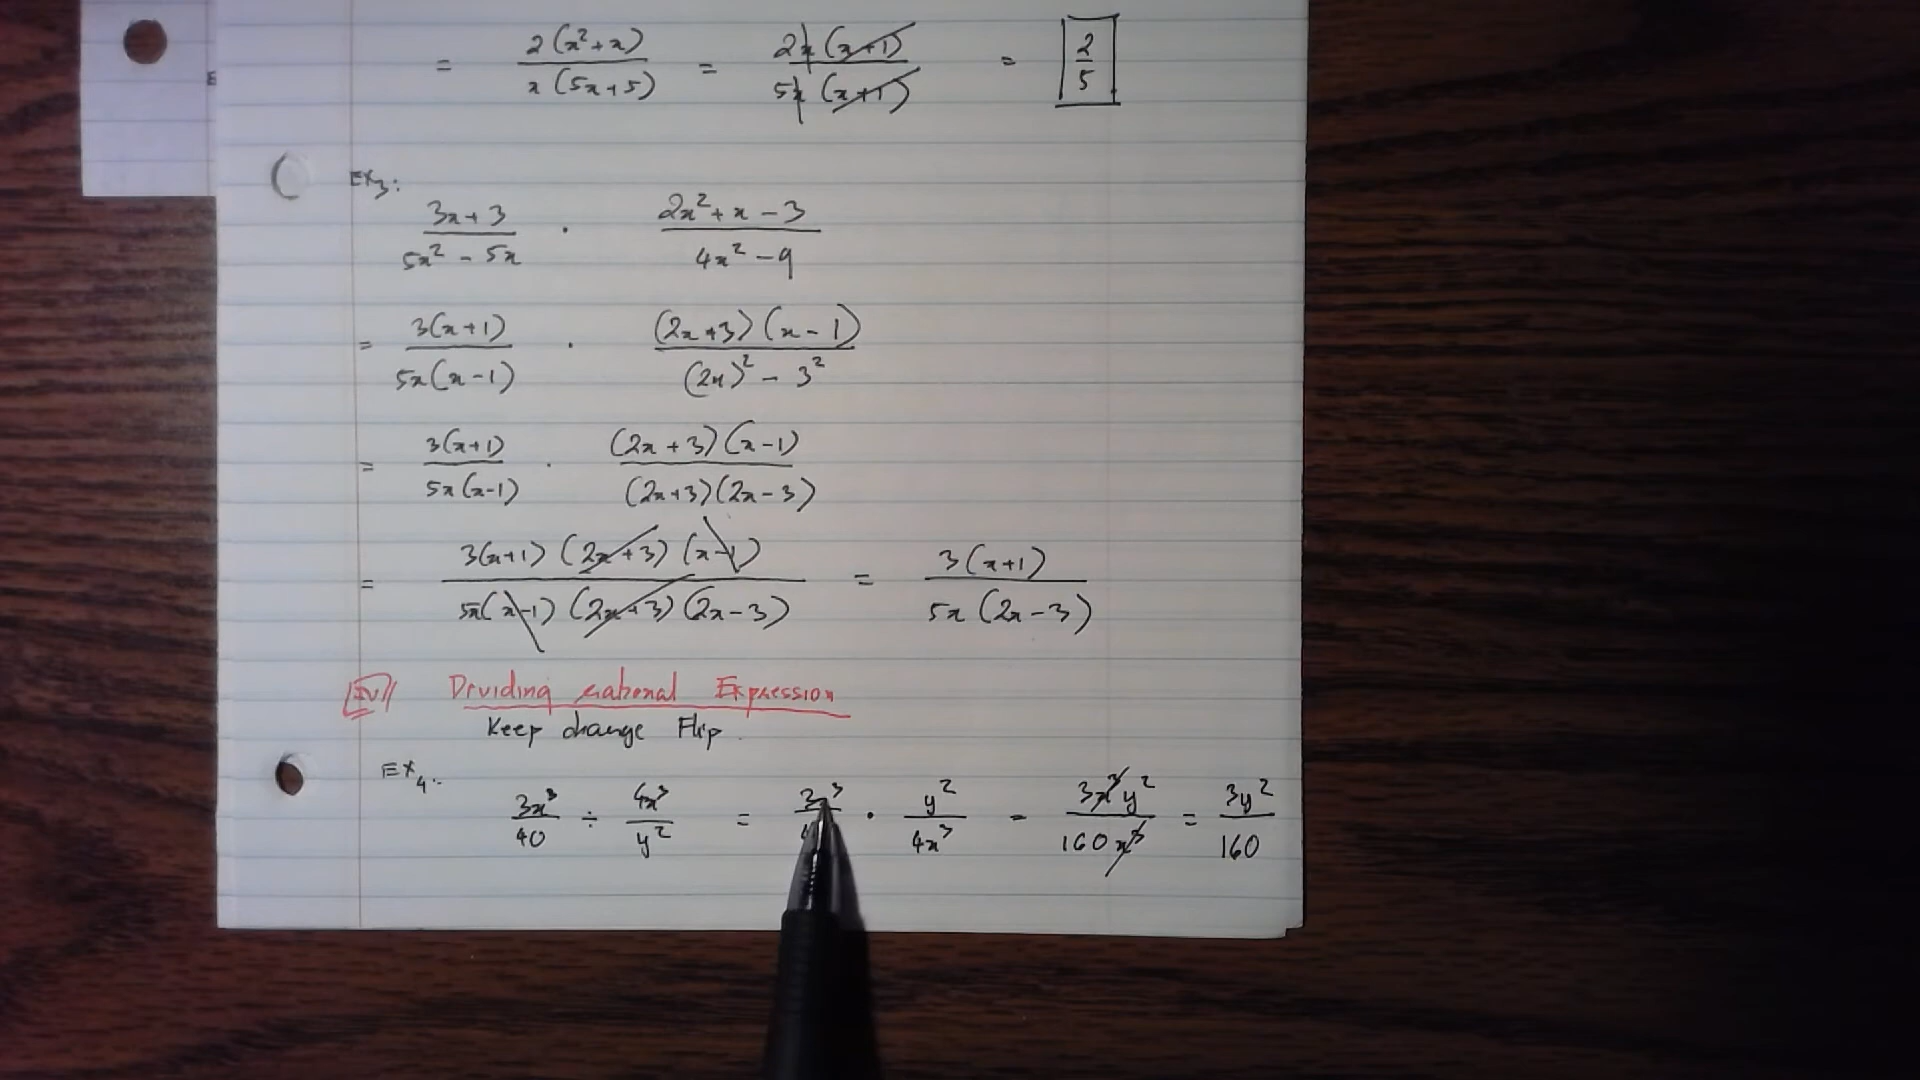 = 2(x²+x) / x(5x+5) = 2x(x+1) / 5x(x+1) = 2/5
Ex3:
3x+3 / 5x² - 5x · 2x²+x-3 / 4x²-9
= 3(x+1) / 5x(x-1) · (2x+3)(x-1) / (2x)² - 3²
= 3(x+1) / 5x(x-1) · (2x+3)(x-1) / (2x+3)(2x-3)
= 3(x+1)(2x+3)(x-1) / 5x(x-1)(2x+3)(2x-3) = 3(x+1) / 5x(2x-3)
IV// Dividing rational Expression
Keep change Flip.
Ex4:
3x³/40 ÷ 4x³/y² = 3x³/4 · y²/4x³ = 3x³y²/160x³ = 3y²/160